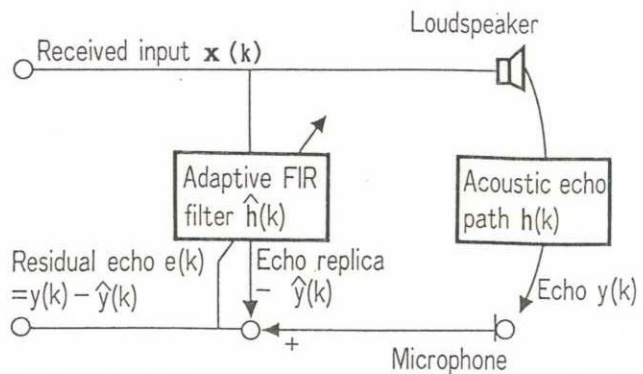 Loudspeaker
Received input x (k)
Adaptive FIR
filter ĥ(k)
Acoustic echo
path h(k)
Residual echo e(k)
=y(k) − ŷ(k)
Echo replica
− ŷ(k)
Echo y(k)
+
Microphone